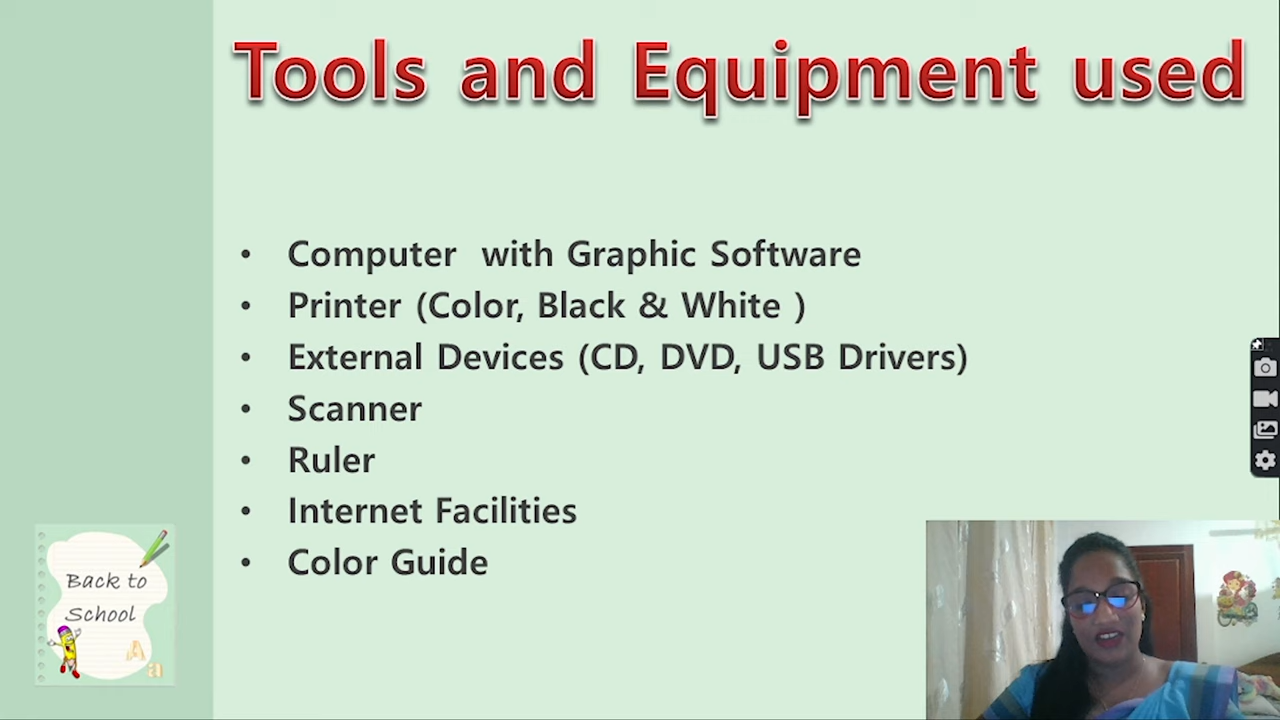 Tools and Equipment used
• Computer with Graphic Software
• Printer (Color, Black & White )
• External Devices (CD, DVD, USB Drivers)
• Scanner
• Ruler
• Internet Facilities
• Color Guide
Back to
School
A
a